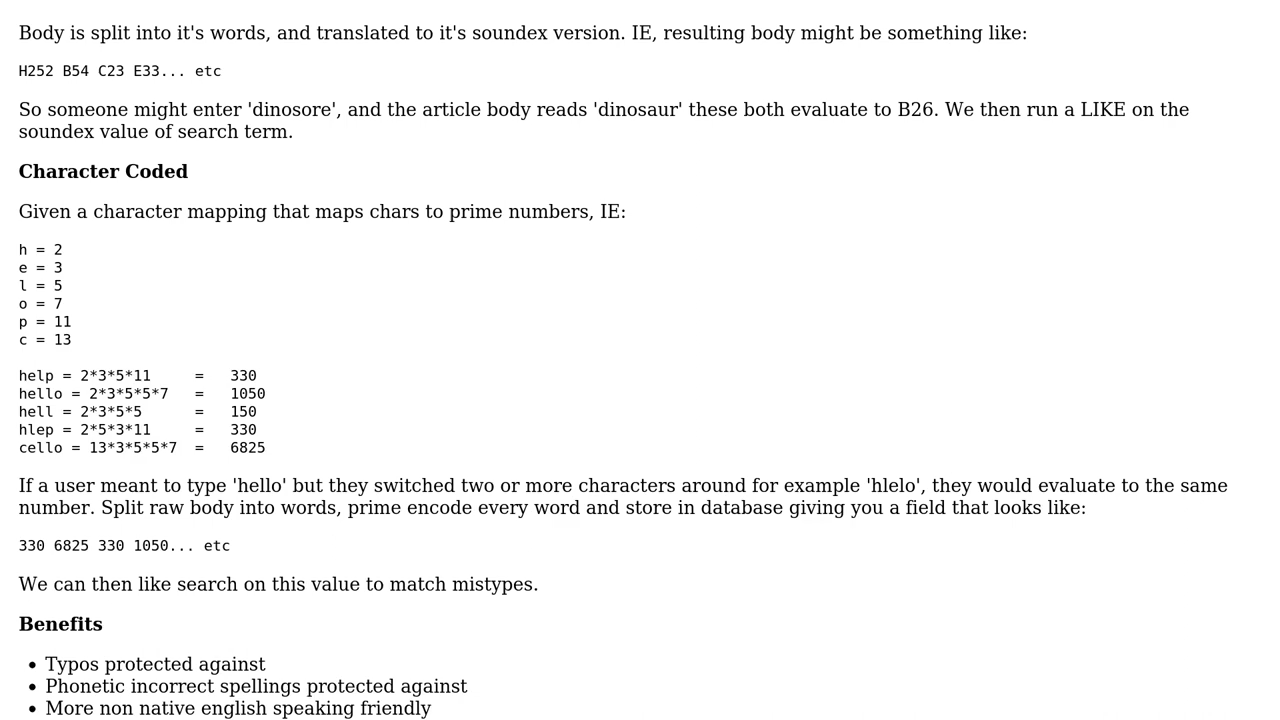 Body is split into it's words, and translated to it's soundex version. IE, resulting body might be something like:
H252 B54 C23 E33... etc
So someone might enter 'dinosore', and the article body reads 'dinosaur' these both evaluate to B26. We then run a LIKE on the
soundex value of search term.
Character Coded
Given a character mapping that maps chars to prime numbers, IE:
h = 2
e = 3
l = 5
o = 7
p = 11
c = 13
help = 2*3*5*11     =   330
hello = 2*3*5*5*7   =   1050
hell = 2*3*5*5      =   150
hlep = 2*5*3*11     =   330
cello = 13*3*5*5*7  =   6825
If a user meant to type 'hello' but they switched two or more characters around for example 'hlelo', they would evaluate to the same
number. Split raw body into words, prime encode every word and store in database giving you a field that looks like:
330 6825 330 1050... etc
We can then like search on this value to match mistypes.
Benefits
• Typos protected against
• Phonetic incorrect spellings protected against
• More non native english speaking friendly